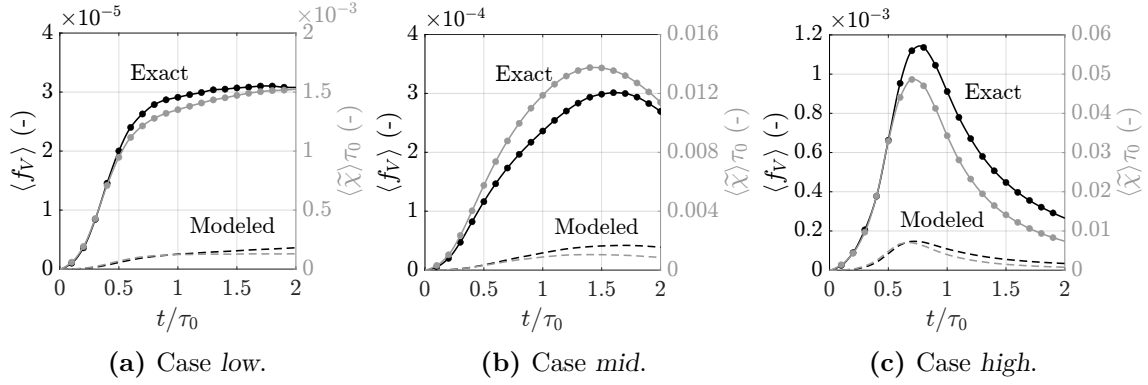 ×10⁻⁵
4
3
2
1
0
⟨f_V⟩ (-)
0
0.5
1
1.5
2
t/τ₀
×10⁻³
2
1.5
1
0.5
0
⟨χ̃⟩τ₀ (-)
Exact
Modeled
(a) Case low.
×10⁻⁴
4
3
2
1
0
⟨f_V⟩ (-)
0
0.5
1
1.5
2
t/τ₀
0.016
0.012
0.008
0.004
0
⟨χ̃⟩τ₀ (-)
Exact
Modeled
(b) Case mid.
×10⁻³
1.2
1
0.8
0.6
0.4
0.2
0
⟨f_V⟩ (-)
0
0.5
1
1.5
2
t/τ₀
0.06
0.05
0.04
0.03
0.02
0.01
0
⟨χ̃⟩τ₀ (-)
Exact
Modeled
(c) Case high.